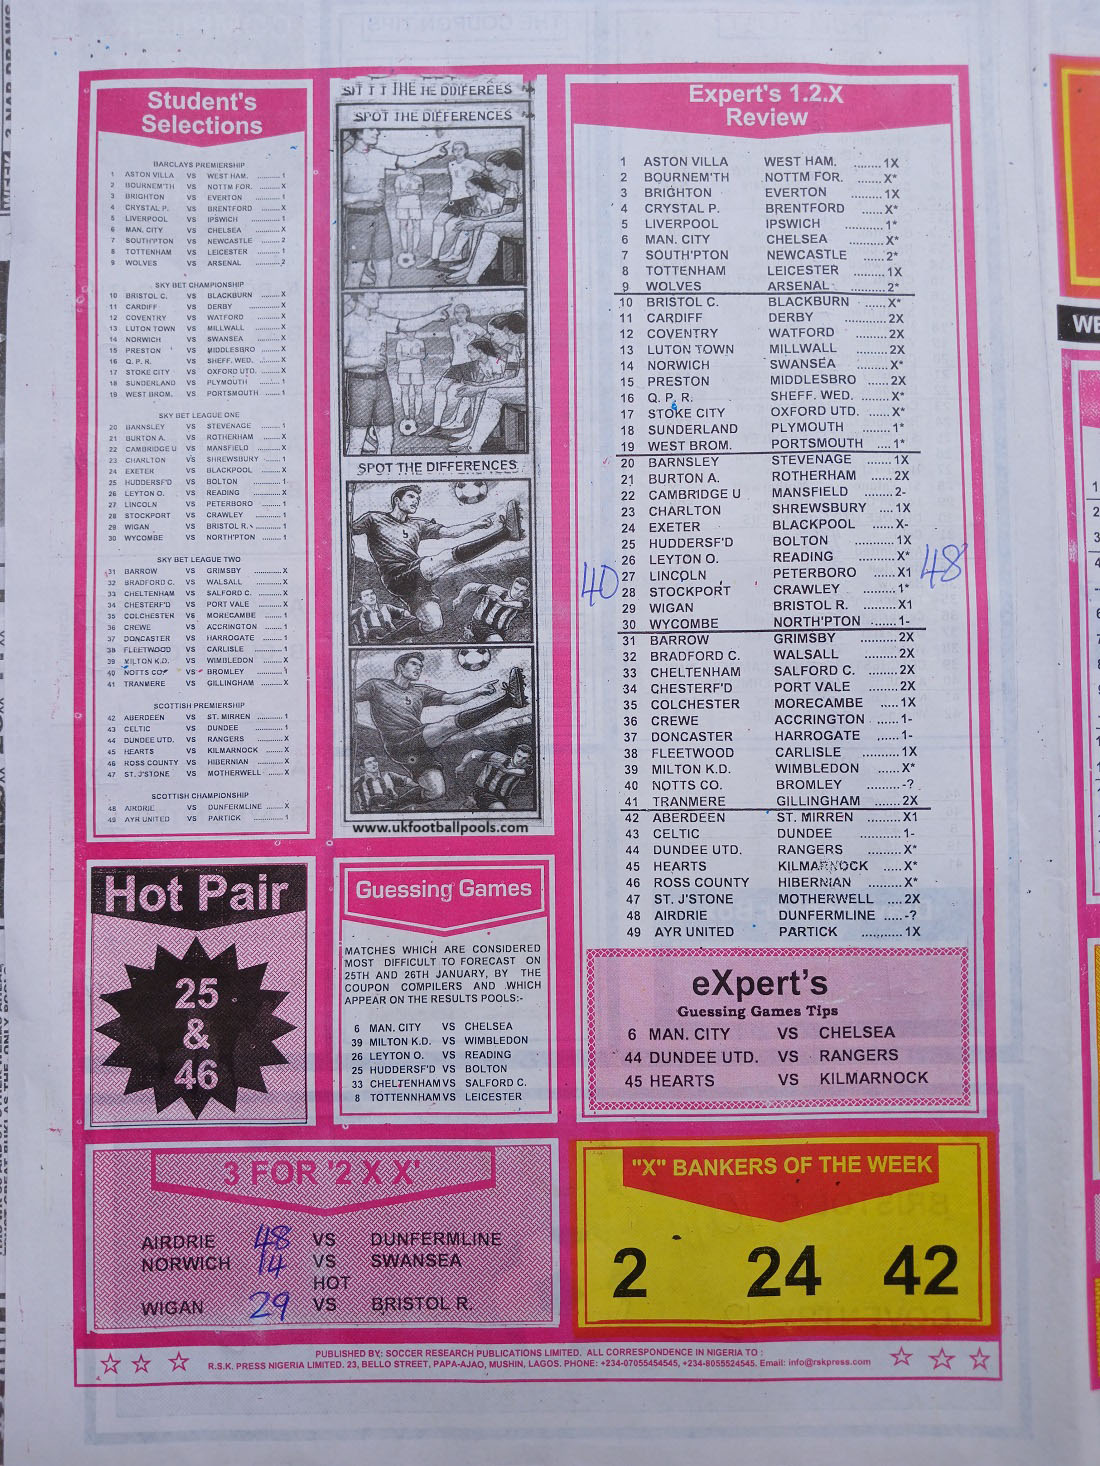 Student's
Selections
BARCLAYS PREMIERSHIP
1 ASTON VILLA VS WEST HAM. ........1
2 BOURNEM'TH VS NOTTM FOR. ........X
3 BRIGHTON VS EVERTON ..........1
4 CRYSTAL P. VS BRENTFORD ........X
5 LIVERPOOL VS IPSWICH ..........1
6 MAN. CITY VS CHELSEA ..........X
7 SOUTH'PTON VS NEWCASTLE ........2
8 TOTTENHAM VS LEICESTER ........1
9 WOLVES VS ARSENAL ..........2
SKY BET CHAMPIONSHIP
10 BRISTOL C. VS BLACKBURN ........X
11 CARDIFF VS DERBY ..........X
12 COVENTRY VS WATFORD ........X
13 LUTON TOWN VS MILLWALL ........X
14 NORWICH VS SWANSEA ........X
15 PRESTON VS MIDDLESBRO ......X
16 Q. P. R. VS SHEFF. WED. ......X
17 STOKE CITY VS OXFORD UTD. ......X
18 SUNDERLAND VS PLYMOUTH ........1
19 WEST BROM. VS PORTSMOUTH ......1
SKY BET LEAGUE ONE
20 BARNSLEY VS STEVENAGE ........1
21 BURTON A. VS ROTHERHAM ......X
22 CAMBRIDGE U VS MANSFIELD ......X
23 CHARLTON VS SHREWSBURY .....1
24 EXETER VS BLACKPOOL ......X
25 HUDDERSF'D VS BOLTON ..........1
26 LEYTON O. VS READING ..........X
27 LINCOLN VS PETERBORO ......1
28 STOCKPORT VS CRAWLEY ........1
29 WIGAN VS BRISTOL R. ........1
30 WYCOMBE VS NORTH'PTON ......1
SKY BET LEAGUE TWO
31 BARROW VS GRIMSBY ..........X
32 BRADFORD C. VS WALSALL ..........X
33 CHELTENHAM VS SALFORD C. ......X
34 CHESTERF'D VS PORT VALE ......X
35 COLCHESTER VS MORECAMBE ......1
36 CREWE VS ACCRINGTON ......1
37 DONCASTER VS HARROGATE ......1
38 FLEETWOOD VS CARLISLE ........1
39 MILTON K.D. VS WIMBLEDON ......X
40 NOTTS CO. VS BROMLEY ........1
41 TRANMERE VS GILLINGHAM ......X
SCOTTISH PREMIERSHIP
42 ABERDEEN VS ST. MIRREN ..........1
43 CELTIC VS DUNDEE ..........1
44 DUNDEE UTD. VS RANGERS ..........X
45 HEARTS VS KILMARNOCK ......X
46 ROSS COUNTY VS HIBERNIAN ........X
47 ST. J'STONE VS MOTHERWELL ......X
SCOTTISH CHAMPIONSHIP
48 AIRDRIE VS DUNFERMLINE ......X
49 AYR UNITED VS PARTICK ..........1
SPOT THE DIFFERENCES
SPOT THE DIFFERENCES
www.ukfootballpools.com
Expert's 1.2.X
Review
1 ASTON VILLA WEST HAM. ........1X
2 BOURNEM'TH NOTTM FOR. ........X*
3 BRIGHTON EVERTON ..........1X
4 CRYSTAL P. BRENTFORD ......X*
5 LIVERPOOL IPSWICH ...........1*
6 MAN. CITY CHELSEA ..........X*
7 SOUTH'PTON NEWCASTLE ......2*
8 TOTTENHAM LEICESTER ........1X
9 WOLVES ARSENAL ..........2*
10 BRISTOL C. BLACKBURN ......X*
11 CARDIFF DERBY ..........2X
12 COVENTRY WATFORD ........2X
13 LUTON TOWN MILLWALL ........2X
14 NORWICH SWANSEA ........X*
15 PRESTON MIDDLESBRO .....2X
16 Q. P. R. SHEFF. WED. ......X*
17 STOKE CITY OXFORD UTD. ......X*
18 SUNDERLAND PLYMOUTH ........1*
19 WEST BROM. PORTSMOUTH ....1*
20 BARNSLEY STEVENAGE .......1X
21 BURTON A. ROTHERHAM ......2X
22 CAMBRIDGE U MANSFIELD ......2-
23 CHARLTON SHREWSBURY ....1X
24 EXETER BLACKPOOL ......X-
25 HUDDERSF'D BOLTON ...........1X
26 LEYTON O. READING ..........X*
40 27 LINCOLN PETERBORO ......X1 48
28 STOCKPORT CRAWLEY ..........1*
29 WIGAN BRISTOL R. .........X1
30 WYCOMBE NORTH'PTON ......1-
31 BARROW GRIMSBY ..........2X
32 BRADFORD C. WALSALL ..........2X
33 CHELTENHAM SALFORD C. ......2X
34 CHESTERF'D PORT VALE ......2X
35 COLCHESTER MORECAMBE .....1X
36 CREWE ACCRINGTON ......1-
37 DONCASTER HARROGATE ......1-
38 FLEETWOOD CARLISLE ........1X
39 MILTON K.D. WIMBLEDON ......X*
40 NOTTS CO. BROMLEY ........-?
41 TRANMERE GILLINGHAM .......2X
42 ABERDEEN ST. MIRREN ........X1
43 CELTIC DUNDEE ..........1-
44 DUNDEE UTD. RANGERS ..........X*
45 HEARTS KILMARNOCK ......X*
46 ROSS COUNTY HIBERNIAN .........X*
47 ST. J'STONE MOTHERWELL ....2X
48 AIRDRIE DUNFERMLINE .....-?
49 AYR UNITED PARTICK ...........1X
Hot Pair
25
&
46
Guessing Games
MATCHES WHICH ARE CONSIDERED
MOST DIFFICULT TO FORECAST ON
25TH AND 26TH JANUARY, BY THE
COUPON COMPILERS AND WHICH
APPEAR ON THE RESULTS POOLS:-
6 MAN. CITY VS CHELSEA
39 MILTON K.D. VS WIMBLEDON
26 LEYTON O. VS READING
25 HUDDERSF'D VS BOLTON
33 CHELTENHAM VS SALFORD C.
8 TOTTENNHAM VS LEICESTER
eXpert's
Guessing Games Tips
6 MAN. CITY VS CHELSEA
44 DUNDEE UTD. VS RANGERS
45 HEARTS VS KILMARNOCK
3 FOR '2 X X'
AIRDRIE 48 VS DUNFERMLINE
NORWICH 14 VS SWANSEA
HOT
WIGAN 29 VS BRISTOL R.
"X" BANKERS OF THE WEEK
2 24 42
PUBLISHED BY: SOCCER RESEARCH PUBLICATIONS LIMITED. ALL CORRESPONDENCE IN NIGERIA TO :
R.S.K. PRESS NIGERIA LIMITED. 23, BELLO STREET, PAPA-AJAO, MUSHIN, LAGOS. PHONE: +234-07055454545, +234-8055524545. Email: info@rskpress.com
4.
WE